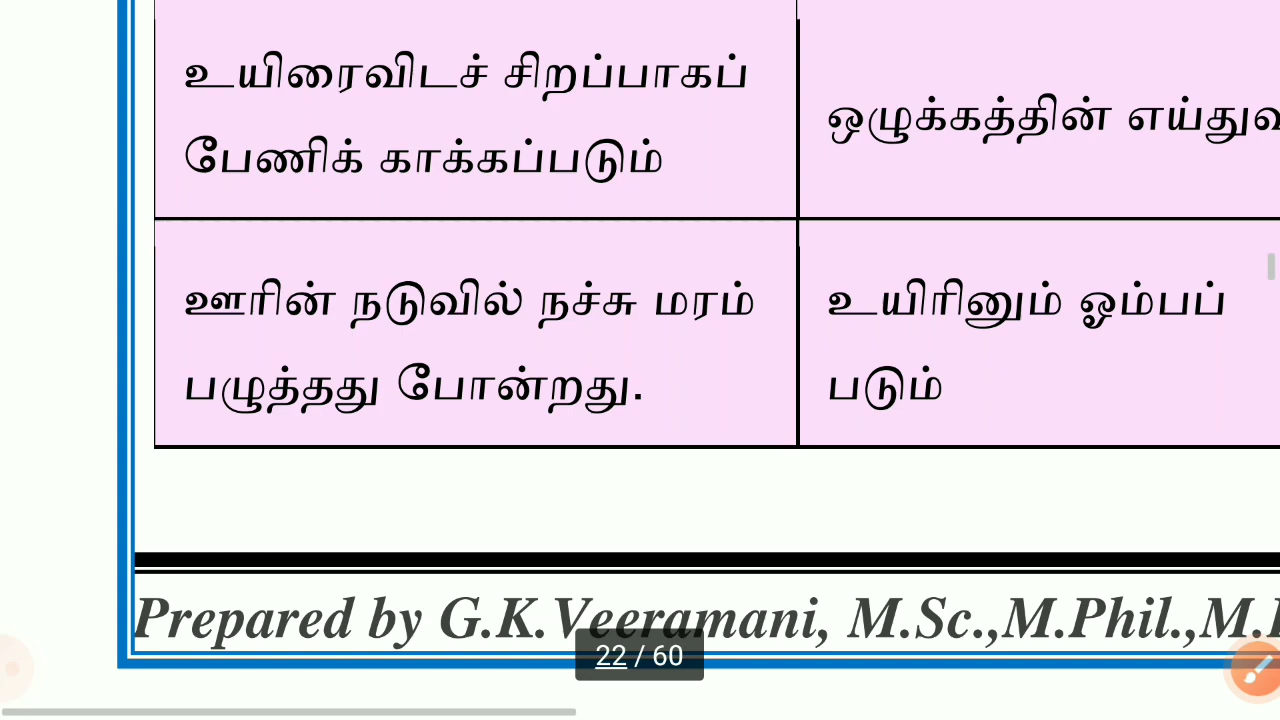 உயிரைவிடச் சிறப்பாகப்
பேணிக் காக்கப்படும்
ஒழுக்கத்தின்
ஊரின் நடுவில் நச்சு மரம்
பழுத்தது போன்றது.
உயிரினும் ஓம்பப்
படும்
Prepared by G.K.Veeramani, M.Sc.,M.Phil.,
22 / 60